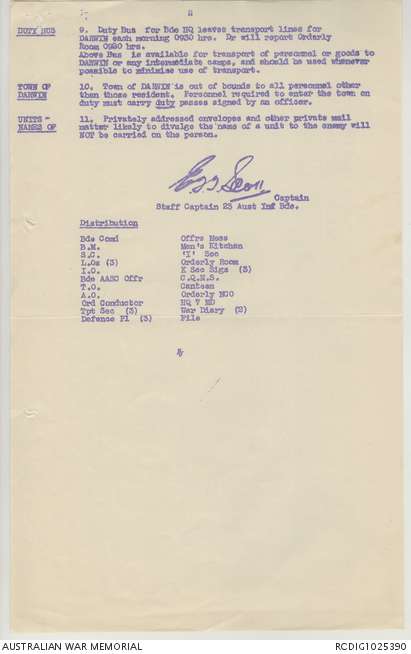 2
DUTY BUS 9. Duty Bus for Bde HQ leaves transport lines for
DARWIN each morning 0930 hrs. Dr will report Orderly
Room 0920 hrs.
Above Bus is available for transport of personnel or goods to
DARWIN or any intermediate camps, and should be used whenever
possible to minimise use of transport.
TOWN OF DARWIN 10. Town of DARWIN is out of bounds to all personnel other
than those resident. Personnel required to enter the town on
duty must carry duty passes signed by an officer.
UNITS - NAMES OF 11. Privately addressed envelopes and other private mail
matter likely to divulge the name of a unit to the enemy will
NOT be carried on the person.
Captain
Staff Captain 23 Aust Inf Bde.
Distribution
Bde Comd Offrs Mess
B.M. Men's Kitchen
S.C. 'I' Sec
L.Os (3) Orderly Room
I.O. K Sec Sigs (3)
Bde AASC Offr C.Q.M.S.
T.O. Canteen
A.O. Orderly NCO
Ord Conductor HQ 7 MD
Tpt Sec (3) War Diary (2)
Defence Pl (3) File
AUSTRALIAN WAR MEMORIAL
RCDIG1025390